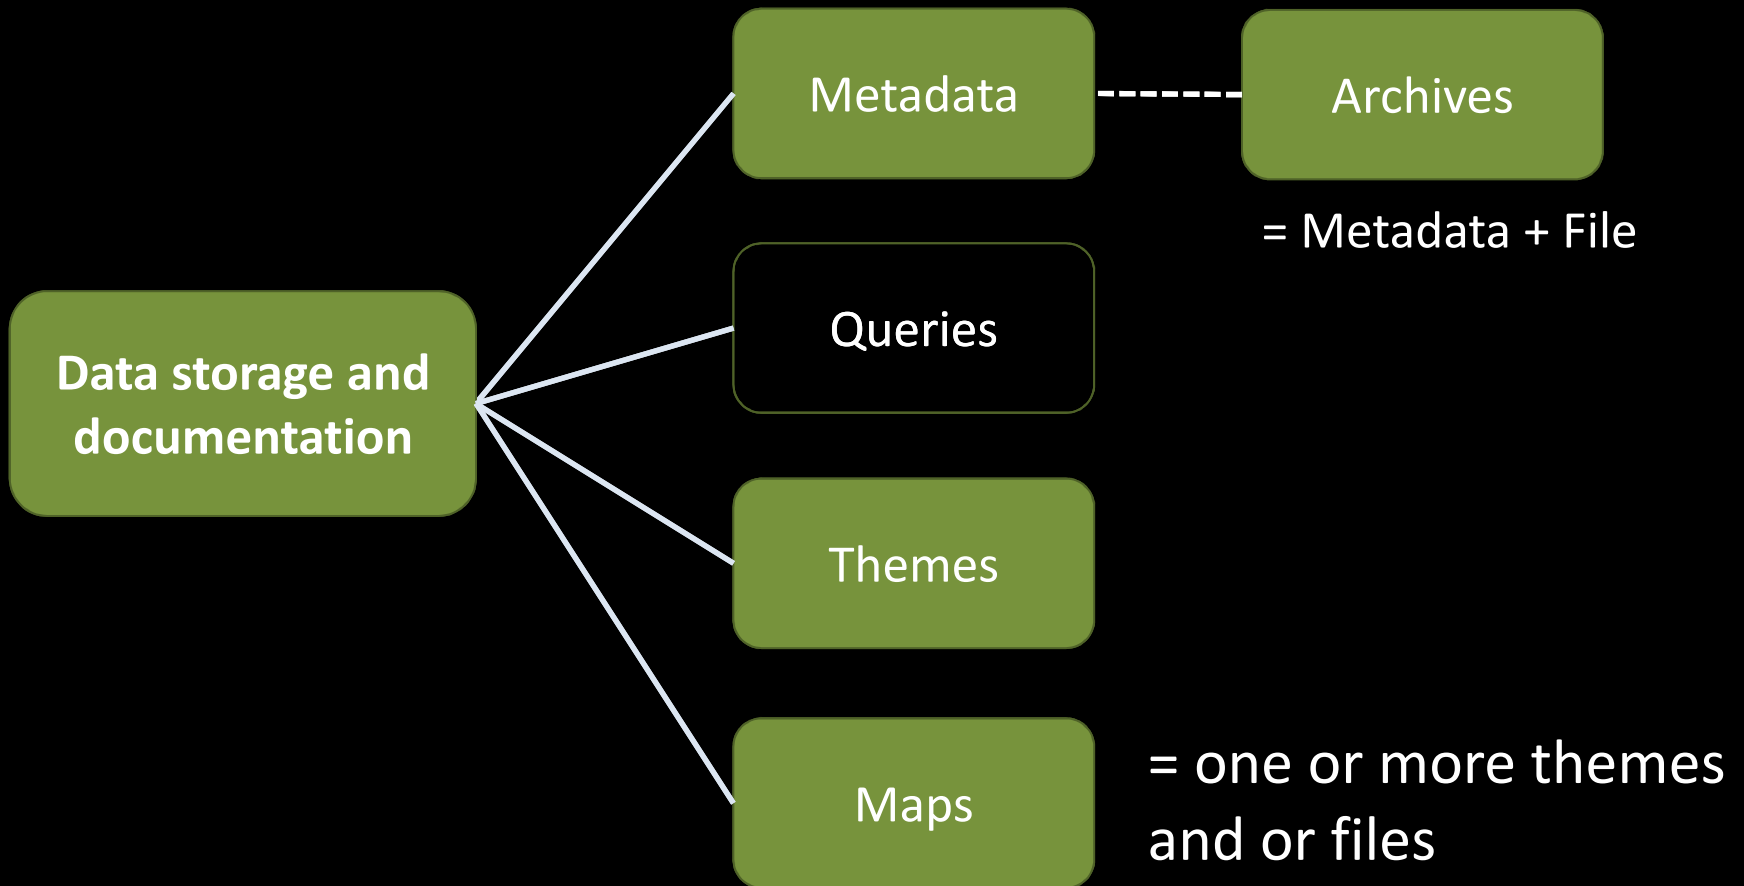 Metadata
Archives
= Metadata + File
Queries
Data storage and
documentation
Themes
Maps
= one or more themes
and or files